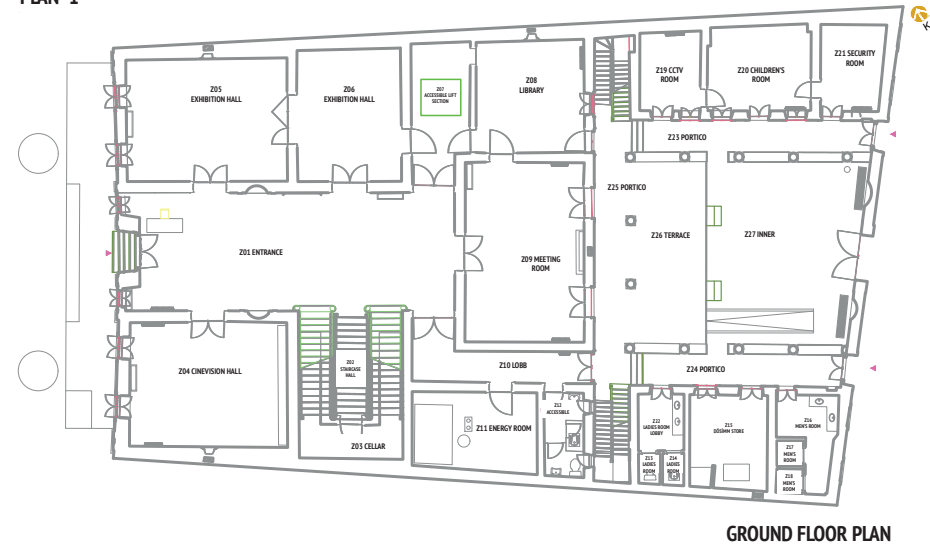 PLAN 1
K
Z05
EXHIBITION HALL
Z06
EXHIBITION HALL
Z07
ACCESSIBLE LIFT
SECTION
Z08
LIBRARY
Z19 CCTV
ROOM
Z20 CHILDREN'S
ROOM
Z21 SECURITY
ROOM
Z23 PORTICO
Z25 PORTICO
Z01 ENTRANCE
Z09 MEETING
ROOM
Z26 TERRACE
Z27 INNER
Z04 CINEVISION HALL
Z02
STAIRCASE
HALL
Z10 LOBB
Z24 PORTICO
Z03 CELLAR
Z11 ENERGY ROOM
Z12
ACCESSIBLE
Z22
LADIES ROOM
LOBBY
Z13
LADIES
ROOM
Z14
LADIES
ROOM
Z15
DÖSİMM STORE
Z16
MEN'S ROOM
Z17
MEN'S
ROOM
Z18
MEN'S
ROOM
GROUND FLOOR PLAN